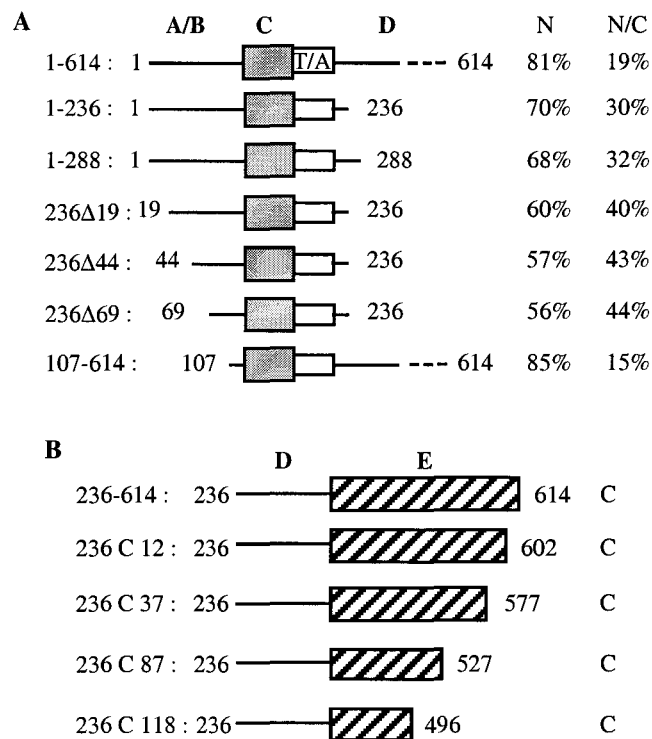 A
A/B C D N N/C
1-614 : 1 T/A 614 81% 19%
1-236 : 1 236 70% 30%
1-288 : 1 288 68% 32%
236Δ19 : 19 236 60% 40%
236Δ44 : 44 236 57% 43%
236Δ69 : 69 236 56% 44%
107-614 : 107 614 85% 15%
B
D E
236-614 : 236 614 C
236 C 12 : 236 602 C
236 C 37 : 236 577 C
236 C 87 : 236 527 C
236 C 118 : 236 496 C